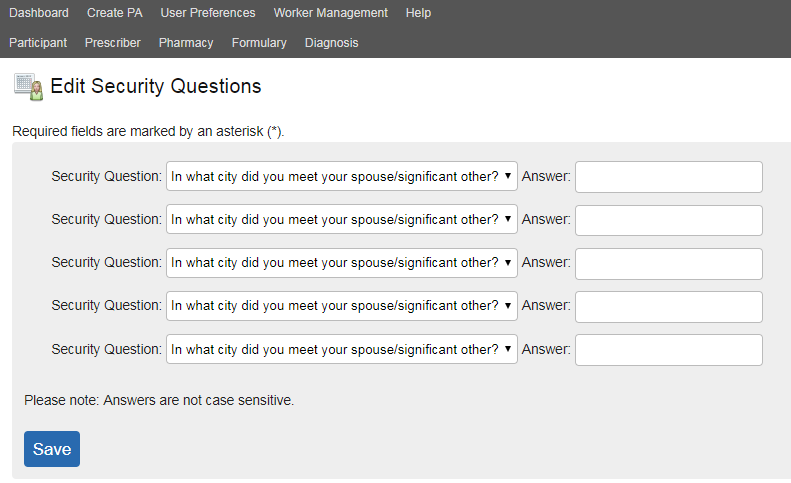 Dashboard Create PA User Preferences Worker Management Help
Participant Prescriber Pharmacy Formulary Diagnosis
Edit Security Questions
Required fields are marked by an asterisk (*).
Security Question: In what city did you meet your spouse/significant other? Answer:
Security Question: In what city did you meet your spouse/significant other? Answer:
Security Question: In what city did you meet your spouse/significant other? Answer:
Security Question: In what city did you meet your spouse/significant other? Answer:
Security Question: In what city did you meet your spouse/significant other? Answer:
Please note: Answers are not case sensitive.
Save